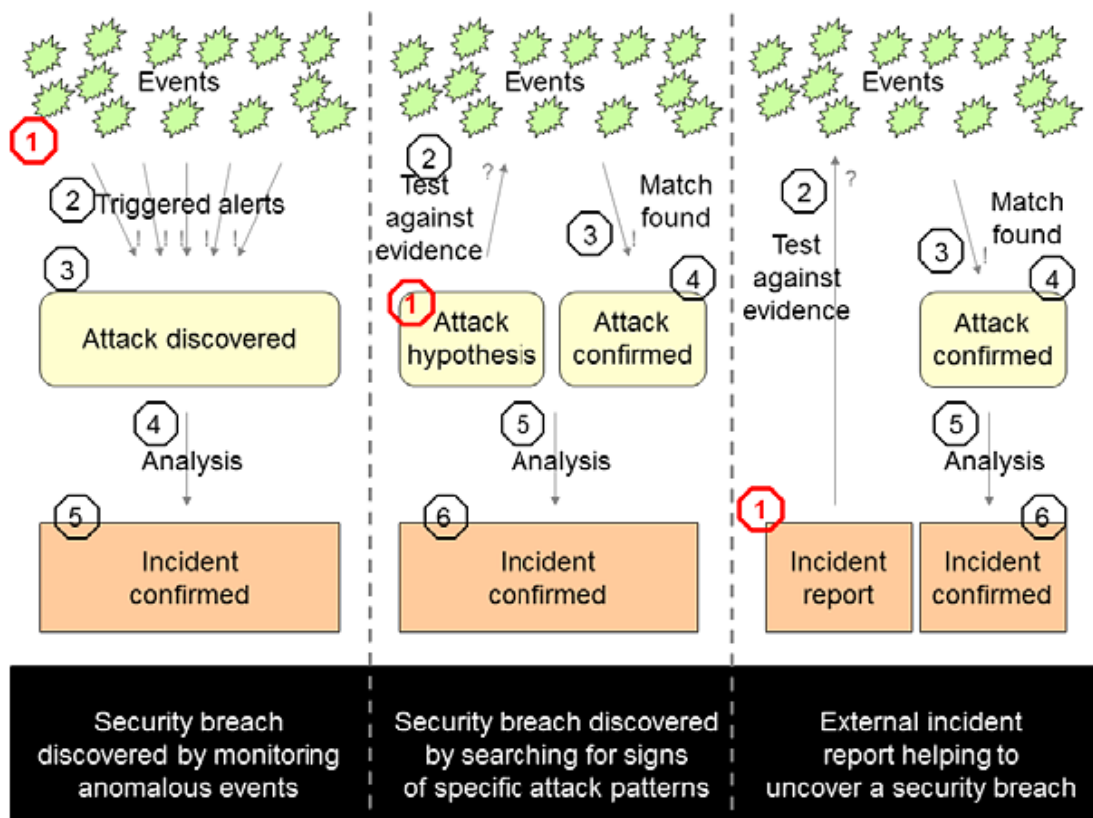 Events
1
2
Triggered alerts
! ! ! ! !
3
Attack discovered
4
Analysis
5
Incident
confirmed
Security breach
discovered by monitoring
anomalous events
Events
2
?
Test
against
evidence
Match
found
3
!
4
1
Attack
hypothesis
Attack
confirmed
5
Analysis
6
Incident
confirmed
Security breach discovered
by searching for signs
of specific attack patterns
Events
2
?
Test
against
evidence
Match
found
3
!
4
Attack
confirmed
5
Analysis
1
6
Incident
report
Incident
confirmed
External incident
report helping to
uncover a security breach